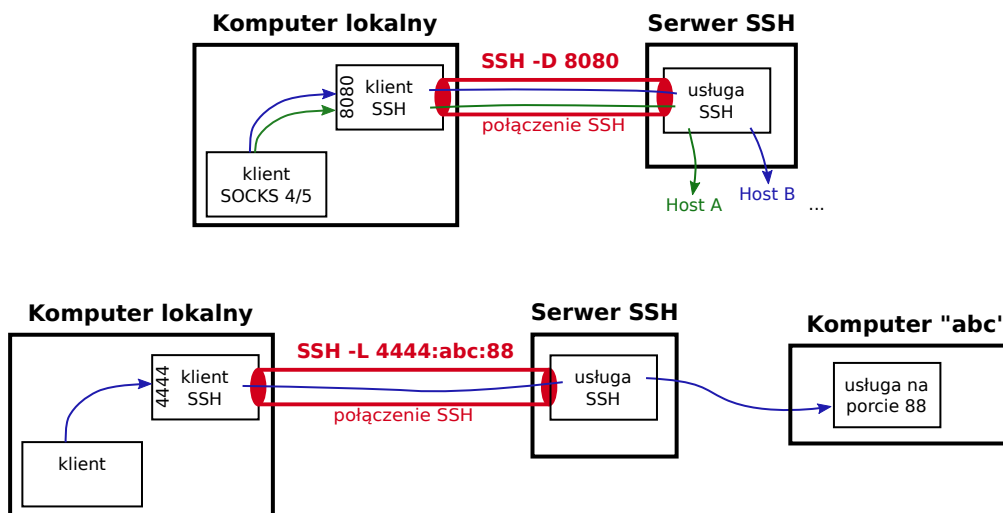 Komputer lokalny
Serwer SSH
SSH -D 8080
8080
klient
SSH
usługa
SSH
połączenie SSH
klient
SOCKS 4/5
Host A
Host B
...
Komputer lokalny
Serwer SSH
Komputer "abc"
SSH -L 4444:abc:88
4444
klient
SSH
usługa
SSH
usługa na
porcie 88
połączenie SSH
klient